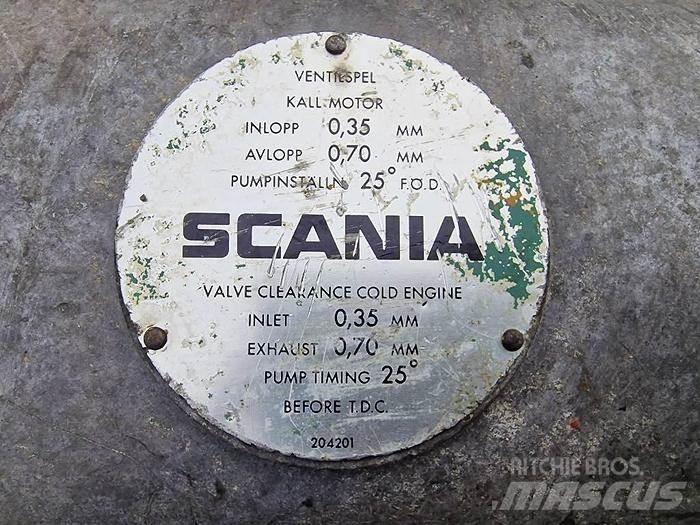 VENTILSPEL
KALL MOTOR
INLOPP 0,35 MM
AVLOPP 0,70 MM
PUMPINSTÄLLN 25° F.Ö.D.
SCANIA
VALVE CLEARANCE COLD ENGINE
INLET 0,35 MM
EXHAUST 0,70 MM
PUMP TIMING 25°
BEFORE T.D.C.
204201
RITCHIE BROS.
MASCUS